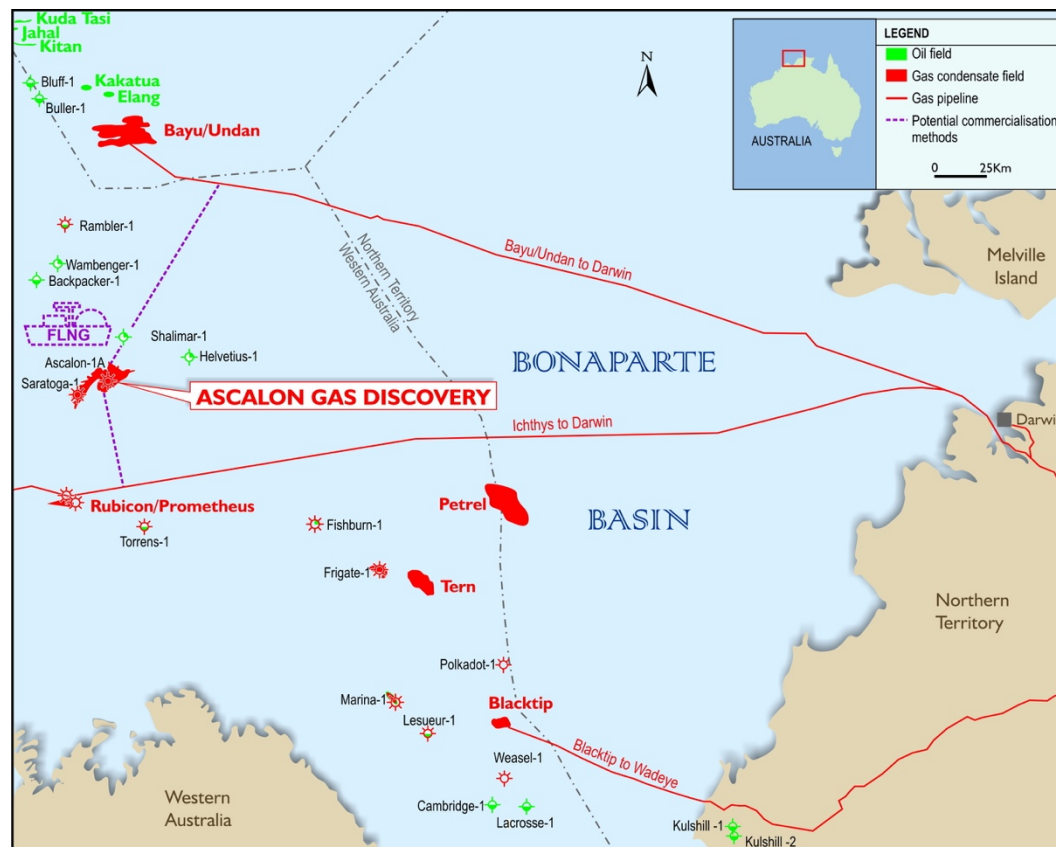 Kuda Tasi
Jahal
Kitan
Bluff-1
Kakatua
Elang
Buller-1
Bayu/Undan
N
AUSTRALIA
LEGEND
Oil field
Gas condensate field
Gas pipeline
Potential commercialisation
methods
0 25Km
Rambler-1
Wambenger-1
Backpacker-1
Northern Territory
Western Australia
Bayu/Undan to Darwin
Melville
Island
FLNG
Shalimar-1
Helvetius-1
Ascalon-1A
Saratoga-1
ASCALON GAS DISCOVERY
BONAPARTE
Ichthys to Darwin
Darwin
Rubicon/Prometheus
Torrens-1
Fishburn-1
Petrel
BASIN
Frigate-1
Tern
Northern
Territory
Polkadot-1
Marina-1
Lesueur-1
Blacktip
Blacktip to Wadeye
Weasel-1
Cambridge-1
Lacrosse-1
Western
Australia
Kulshill -1
Kulshill -2